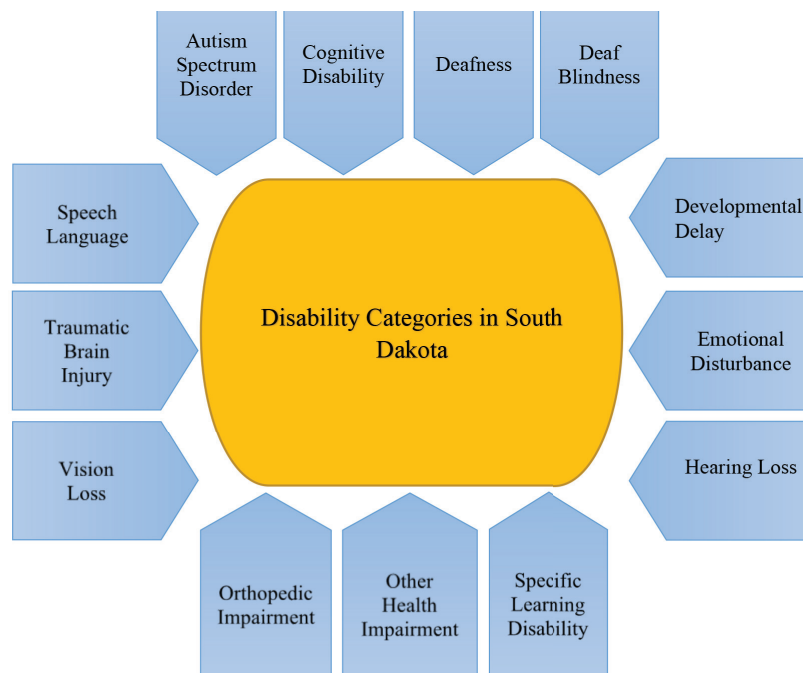 Autism
Spectrum
Disorder
Cognitive
Disability
Deafness
Deaf
Blindness
Speech
Language
Developmental
Delay
Disability Categories in South
Dakota
Traumatic
Brain
Injury
Emotional
Disturbance
Vision
Loss
Hearing Loss
Orthopedic
Impairment
Other
Health
Impairment
Specific
Learning
Disability